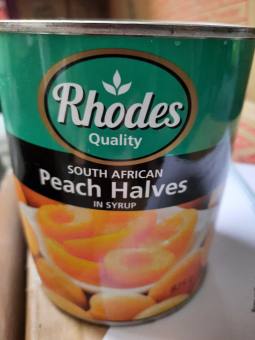 Rhodes
Quality
SOUTH AFRICAN
Peach Halves
IN SYRUP